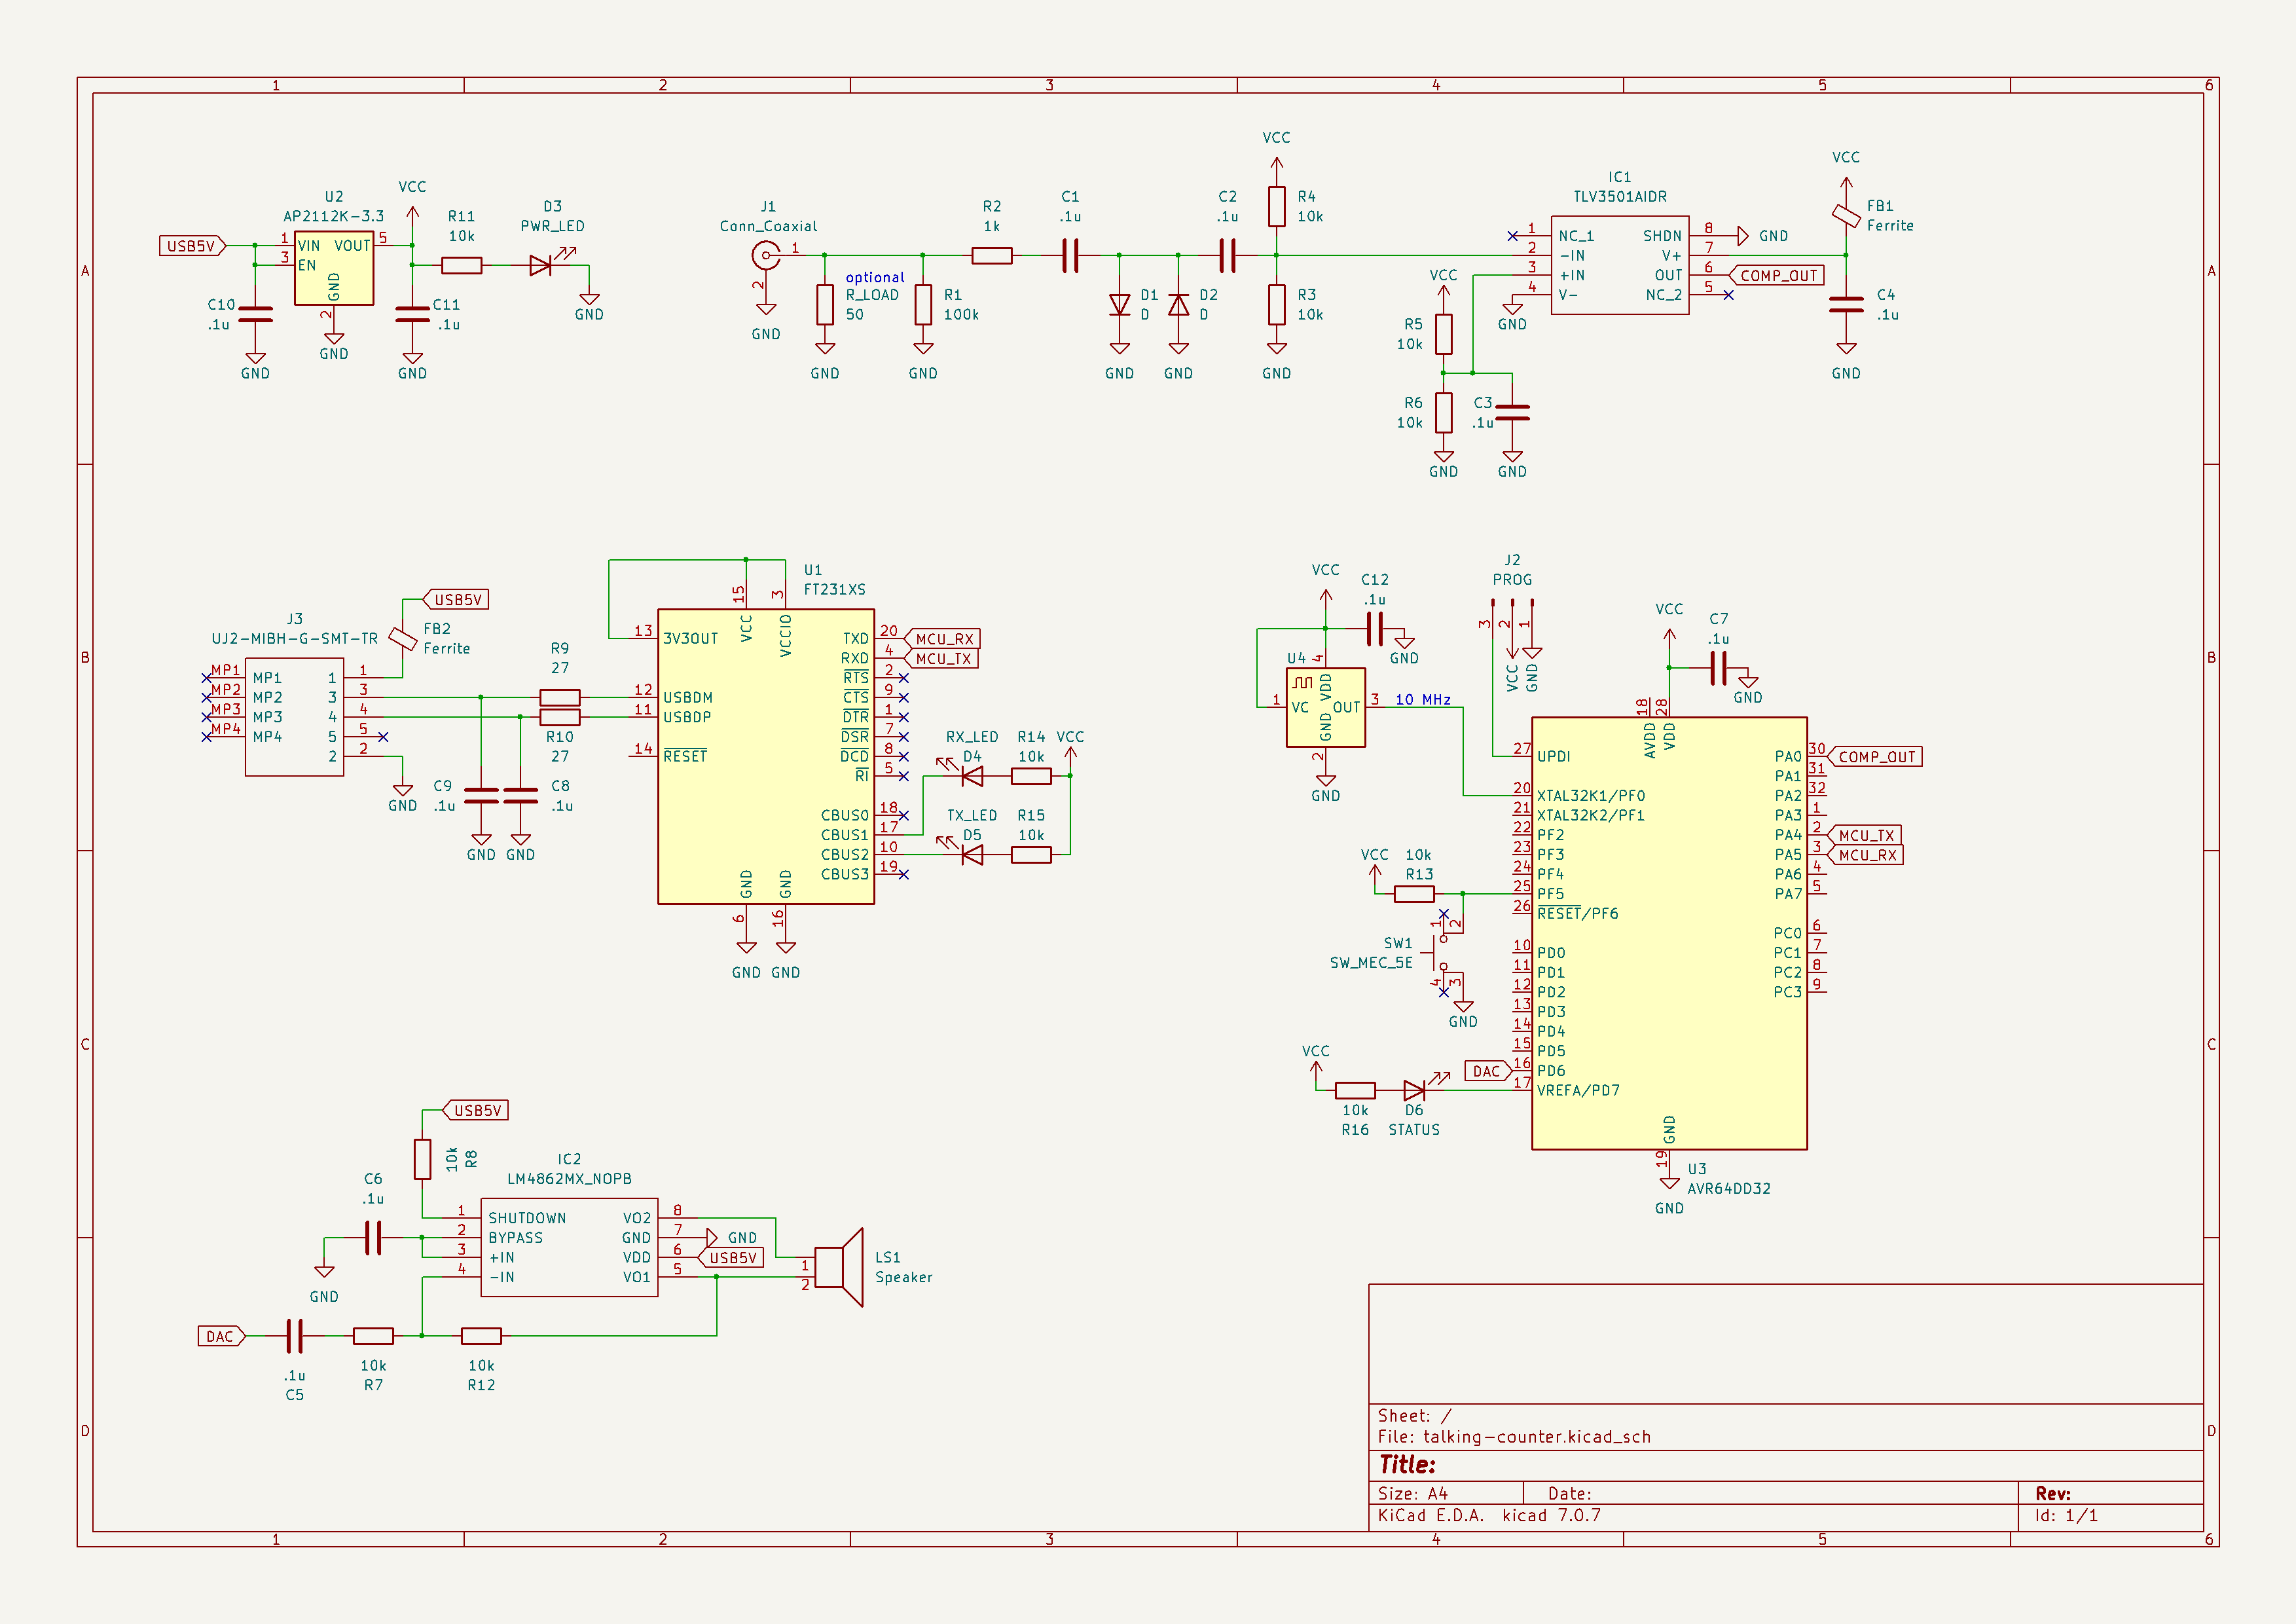 1 2 3 4 5 6
A
B
C
D
A
B
C
D
U2
AP2112K-3.3
USB5V
1 VIN VOUT 5
3 EN
GND
2
GND
VCC
C10
.1u
GND
C11
.1u
GND
R11
10k
D3
PWR_LED
GND
J1
Conn_Coaxial
1
2
GND
optional
R_LOAD
50
GND
R1
100k
GND
R2
1k
C1
.1u
D1
D
GND
D2
D
GND
C2
.1u
VCC
R4
10k
R3
10k
GND
IC1
TLV3501AIDR
1 NC_1 SHDN 8 GND
2 -IN V+ 7
3 +IN OUT 6 COMP_OUT
4 V- NC_2 5
GND
VCC
R5
10k
R6
10k
GND
C3
.1u
GND
VCC
FB1
Ferrite
C4
.1u
GND
J3
UJ2-MIBH-G-SMT-TR
MP1 MP1 1 1
MP2 MP2 3 3
MP3 MP3 4 4
MP4 MP4 5 5
2 2
GND
USB5V
FB2
Ferrite
R9
27
R10
27
C9
.1u
GND
C8
.1u
GND
U1
FT231XS
15 VCC
3 VCCIO
13 3V3OUT
12 USBDM
11 USBDP
14 RESET
TXD 20 MCU_RX
RXD 4 MCU_TX
RTS 2
CTS 9
DTR 1
DSR 7
DCD 8
RI 5
CBUS0 18
CBUS1 17
CBUS2 10
CBUS3 19
GND GND
6 16
GND GND
RX_LED
D4
R14
10k
VCC
TX_LED
D5
R15
10k
VCC
C12
.1u
GND
U4
4
VDD
1 VC OUT 3
GND
2
GND
10 MHz
J2
PROG
3 2 1
VCC GND
VCC
C7
.1u
GND
18 28
AVDD VDD
27 UPDI
20 XTAL32K1/PF0
21 XTAL32K2/PF1
22 PF2
23 PF3
24 PF4
25 PF5
26 RESET/PF6
10 PD0
11 PD1
12 PD2
13 PD3
14 PD4
15 PD5
DAC 16 PD6
17 VREFA/PD7
PA0 30 COMP_OUT
PA1 31
PA2 32
PA3 1
PA4 2 MCU_TX
PA5 3 MCU_RX
PA6 4
PA7 5
PC0 6
PC1 7
PC2 8
PC3 9
GND
19
GND
U3
AVR64DD32
VCC
10k
R13
1 2
SW1
SW_MEC_5E
4 3
GND
VCC
10k
R16
D6
STATUS
USB5V
10k
R8
C6
.1u
GND
IC2
LM4862MX_NOPB
1 SHUTDOWN VO2 8
2 BYPASS GND 7 GND
3 +IN VDD 6 USB5V
4 -IN VO1 5
1
2
LS1
Speaker
DAC
.1u
C5
10k
R7
10k
R12
Sheet: /
File: talking-counter.kicad_sch
Title:
Size: A4 Date: Rev:
KiCad E.D.A. kicad 7.0.7 Id: 1/1
1 2 3 4 5 6